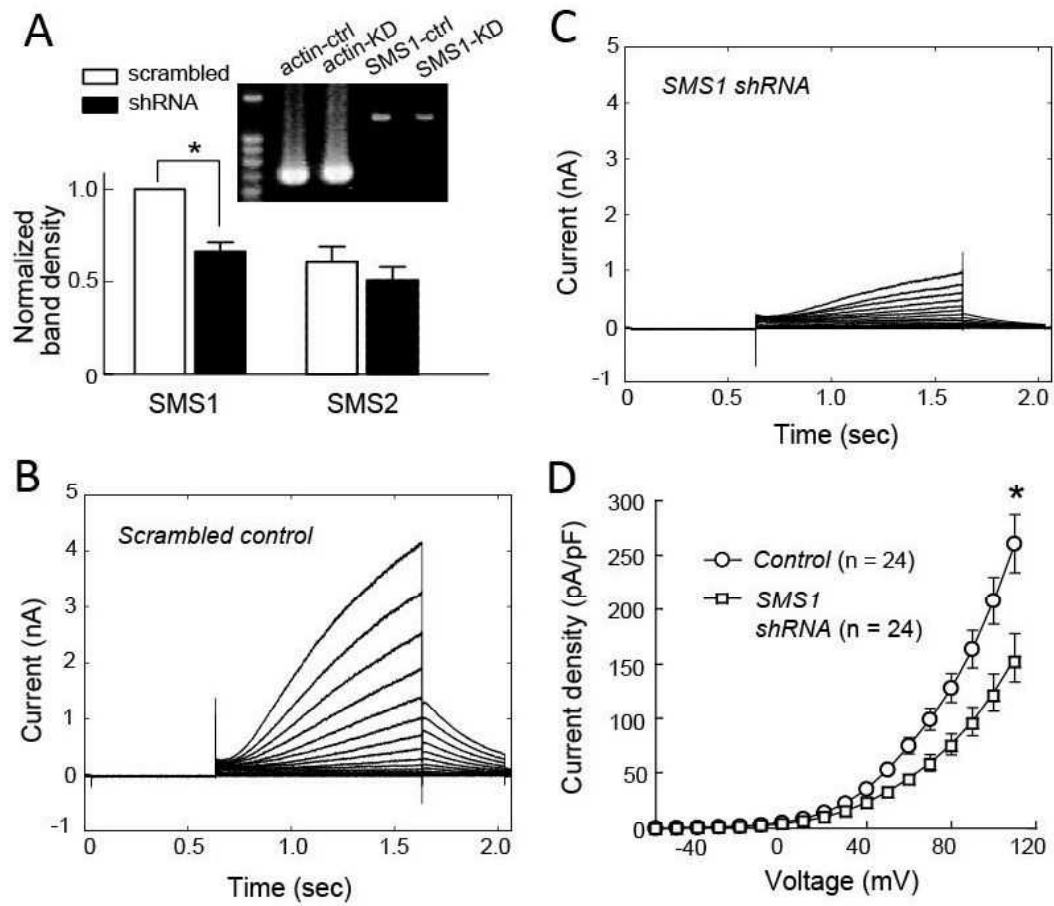 A
scrambled
shRNA
actin-ctrl
actin-KD
SMS1-ctrl
SMS1-KD
*
Normalized
band density
1.0
0.5
0
SMS1
SMS2
B
Scrambled control
Current (nA)
5
4
3
2
1
0
-1
0
0.5
1.0
1.5
2.0
Time (sec)
C
SMS1 shRNA
Current (nA)
5
4
3
2
1
0
-1
0
0.5
1.0
1.5
2.0
Time (sec)
D
*
Control (n = 24)
SMS1
shRNA (n = 24)
Current density (pA/pF)
300
250
200
150
100
50
0
-40
0
40
80
120
Voltage (mV)